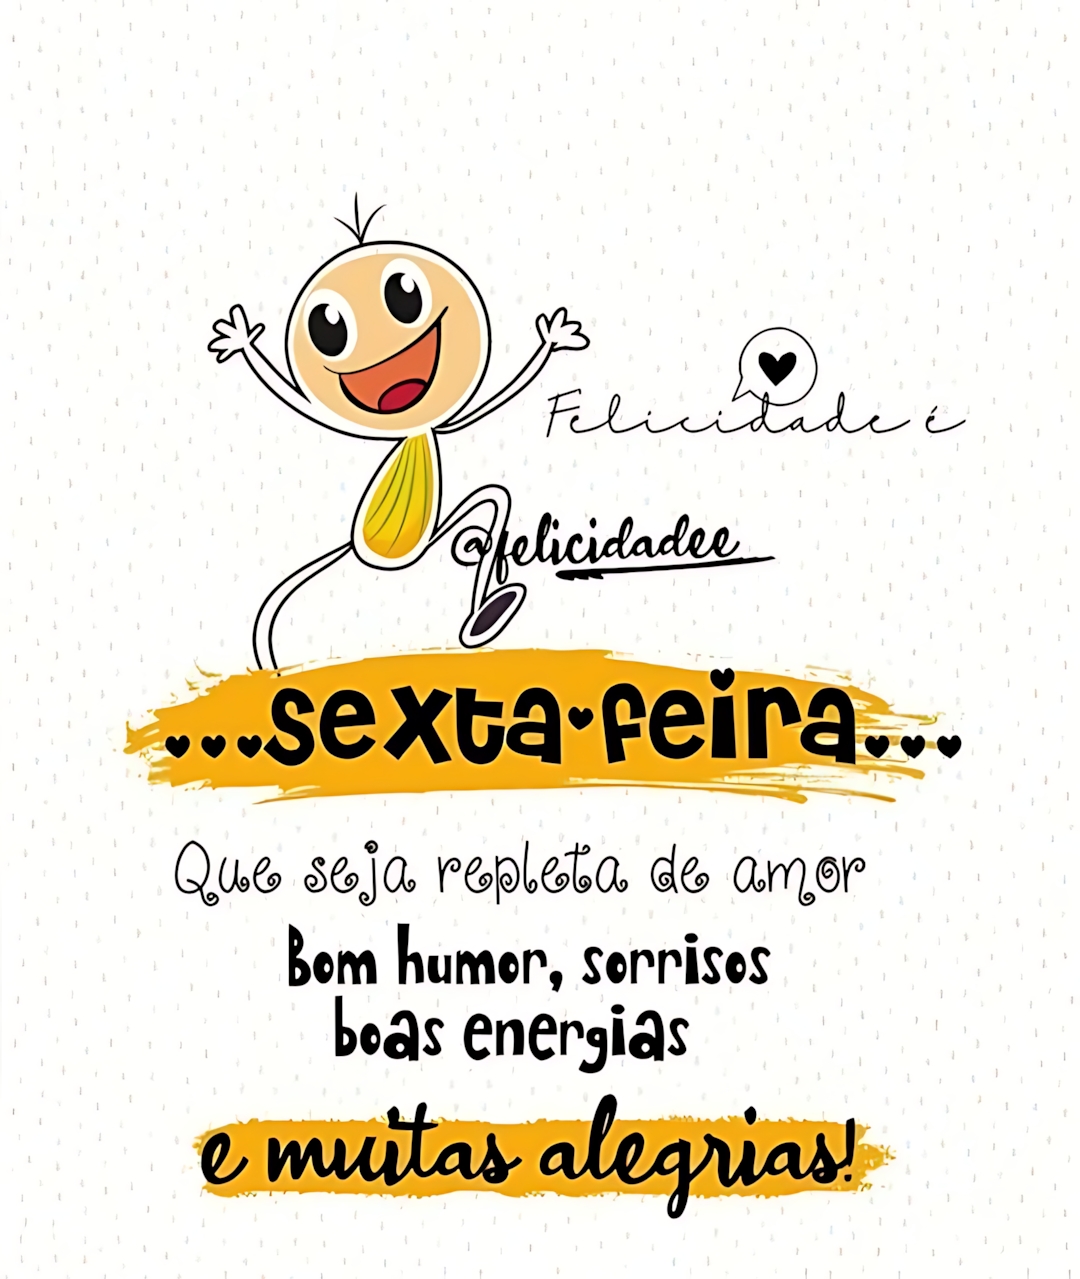 Felicidade é
@felicidadee
...sexta-feira...
Que seja repleta de amor
Bom humor, sorrisos
boas energias
e muitas alegrias!